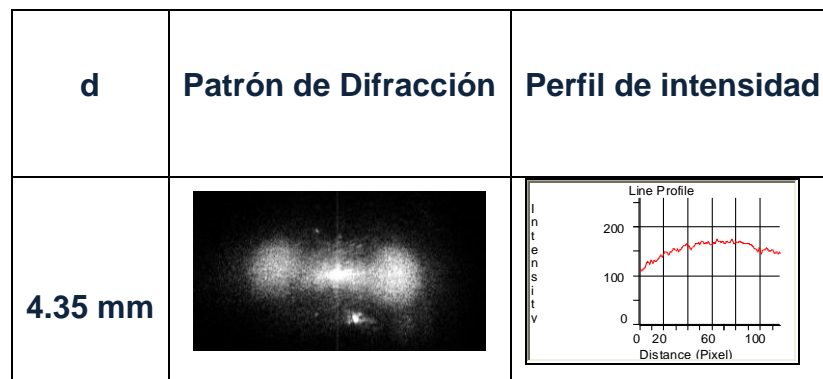 d
Patrón de Difracción
Perfil de intensidad
4.35 mm
Line Profile
Intensity
200
100
0
0 20 60 100
Distance (Pixel)